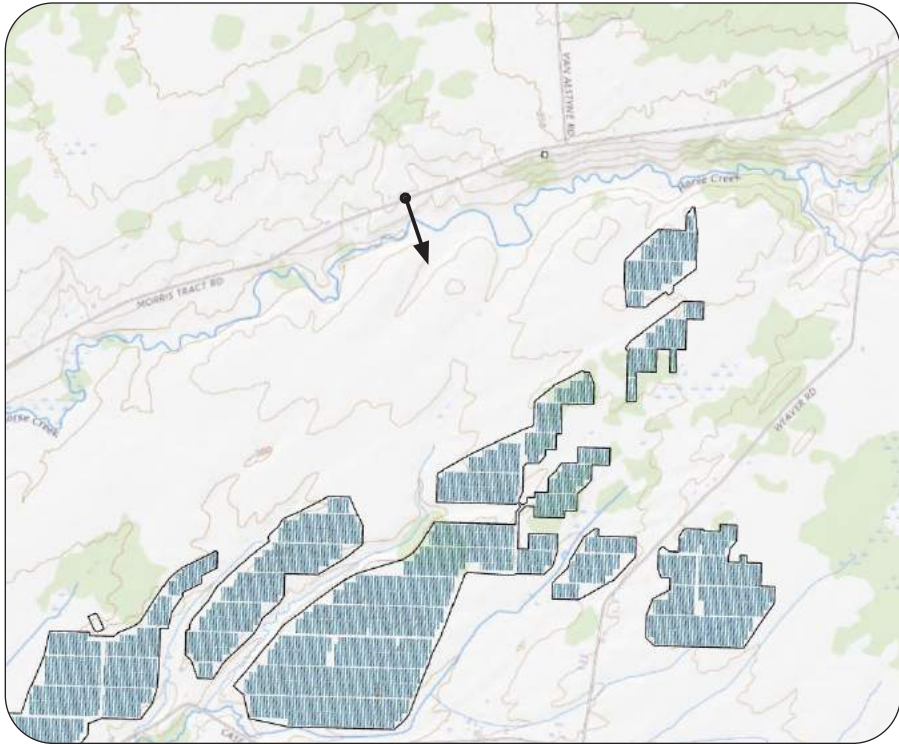 VAN ALSTYNE RD
Horse Creek
MORRIS TRACT RD
WEAVER RD
Horse Creek